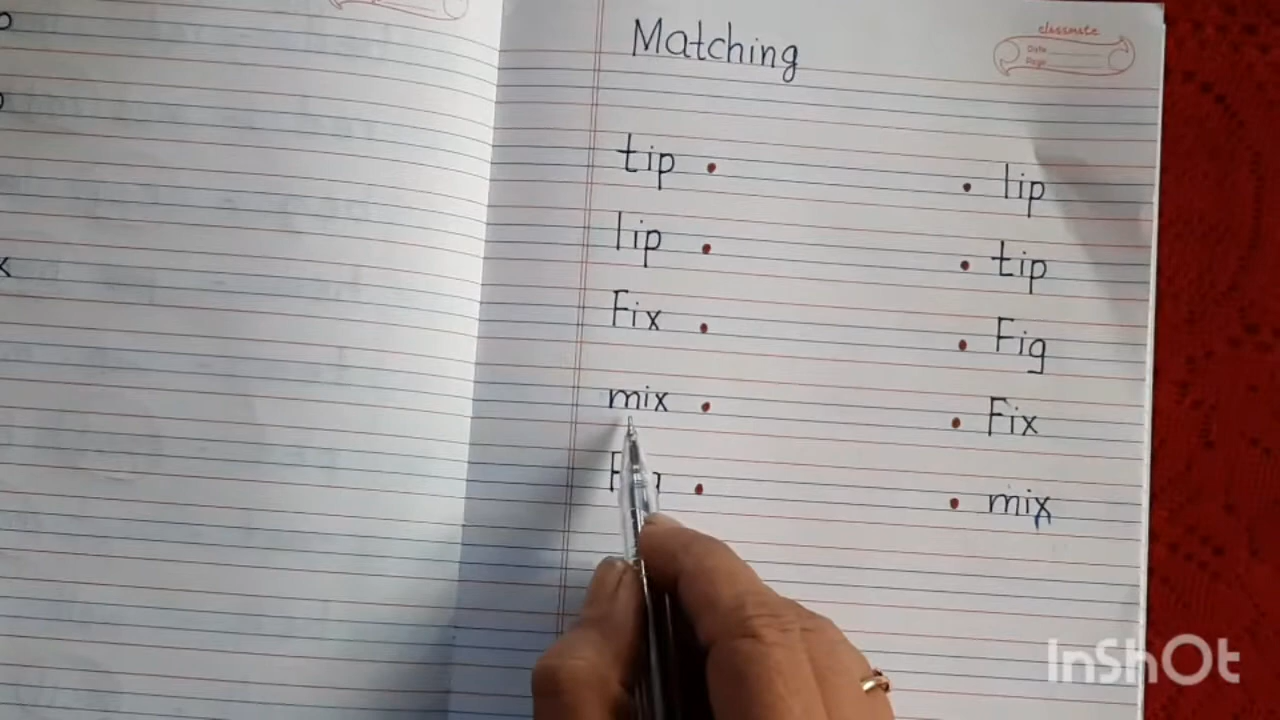 Matching
classmate
Date
Page
tip • • lip
lip • • tip
Fix • • Fig
mix • • Fix
• • mix
InShOt